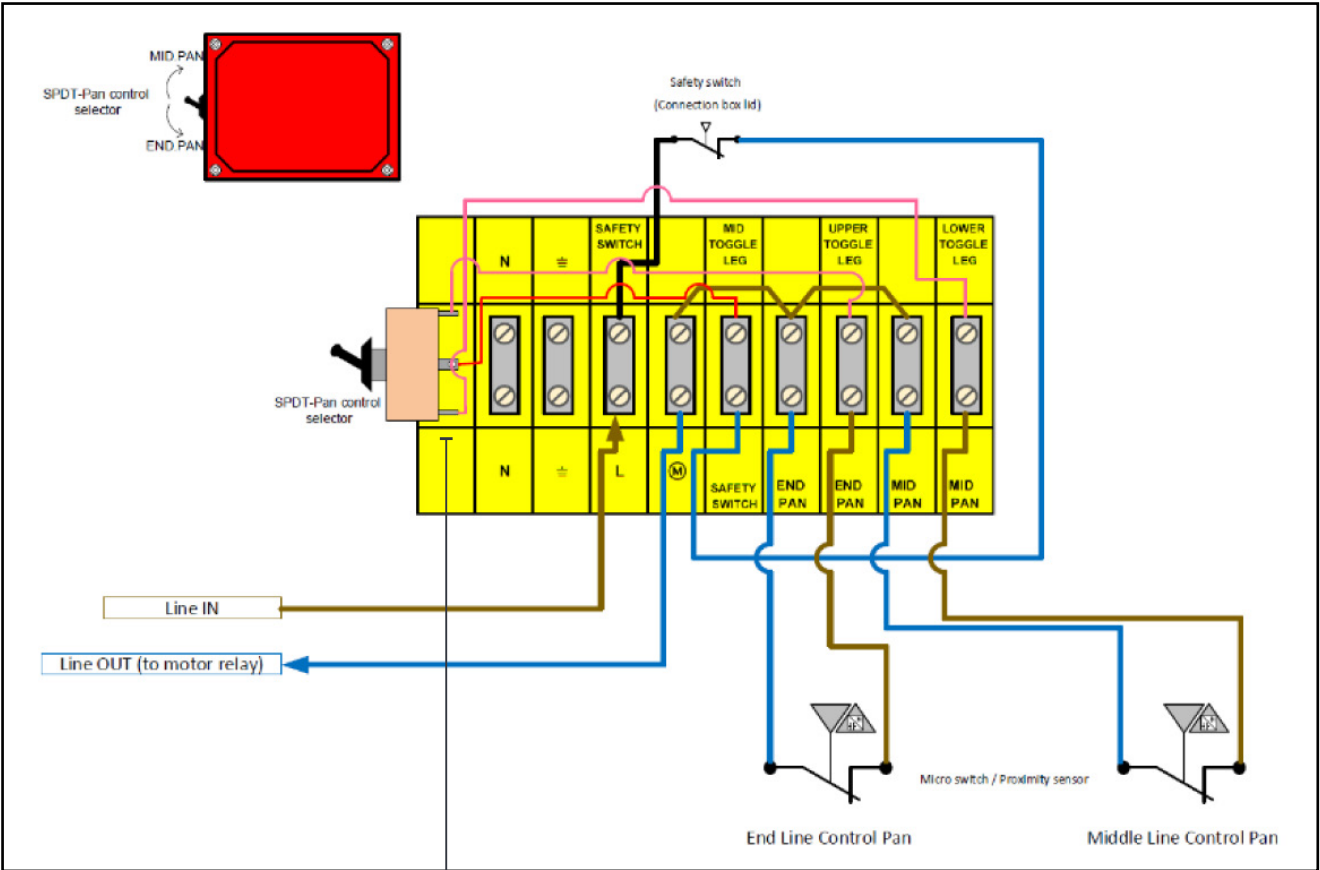 MID.PAN
SPDT-Pan control
selector
END.PAN
Safety switch
(Connection box lid)
SAFETY
SWITCH
MID
TOGGLE
LEG
UPPER
TOGGLE
LEG
LOWER
TOGGLE
LEG
N
SPDT-Pan control
selector
N
L
M
SAFETY
SWITCH
END
PAN
END
PAN
MID
PAN
MID
PAN
Line IN
Line OUT (to motor relay)
Micro switch / Proximity sensor
End Line Control Pan
Middle Line Control Pan